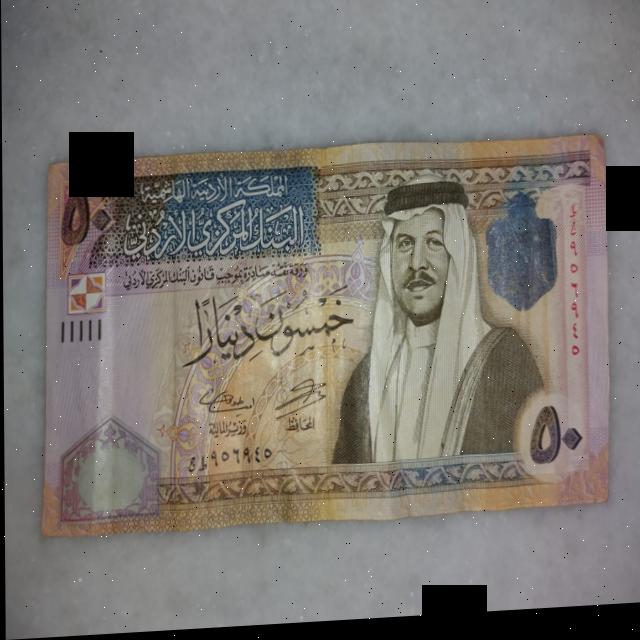 المملكة الأردنية الهاشمية
البنك المركزي الأردني
ورقة نقد صادرة بموجب قانون البنك المركزي الأردني
خمسون دينارًا
المحافظ
وزير المالية
٩٥٦٩٤٥
٥٠
٥٠